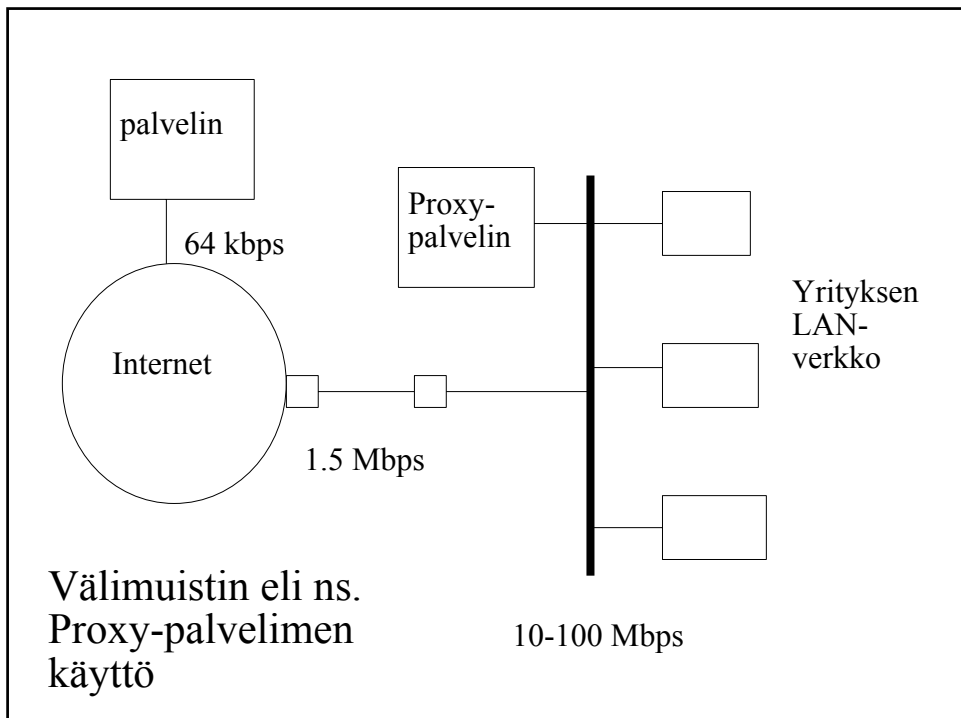 palvelin
64 kbps
Internet
1.5 Mbps
Proxy-
palvelin
Yrityksen
LAN-
verkko
10-100 Mbps
Välimuistin eli ns.
Proxy-palvelimen
käyttö